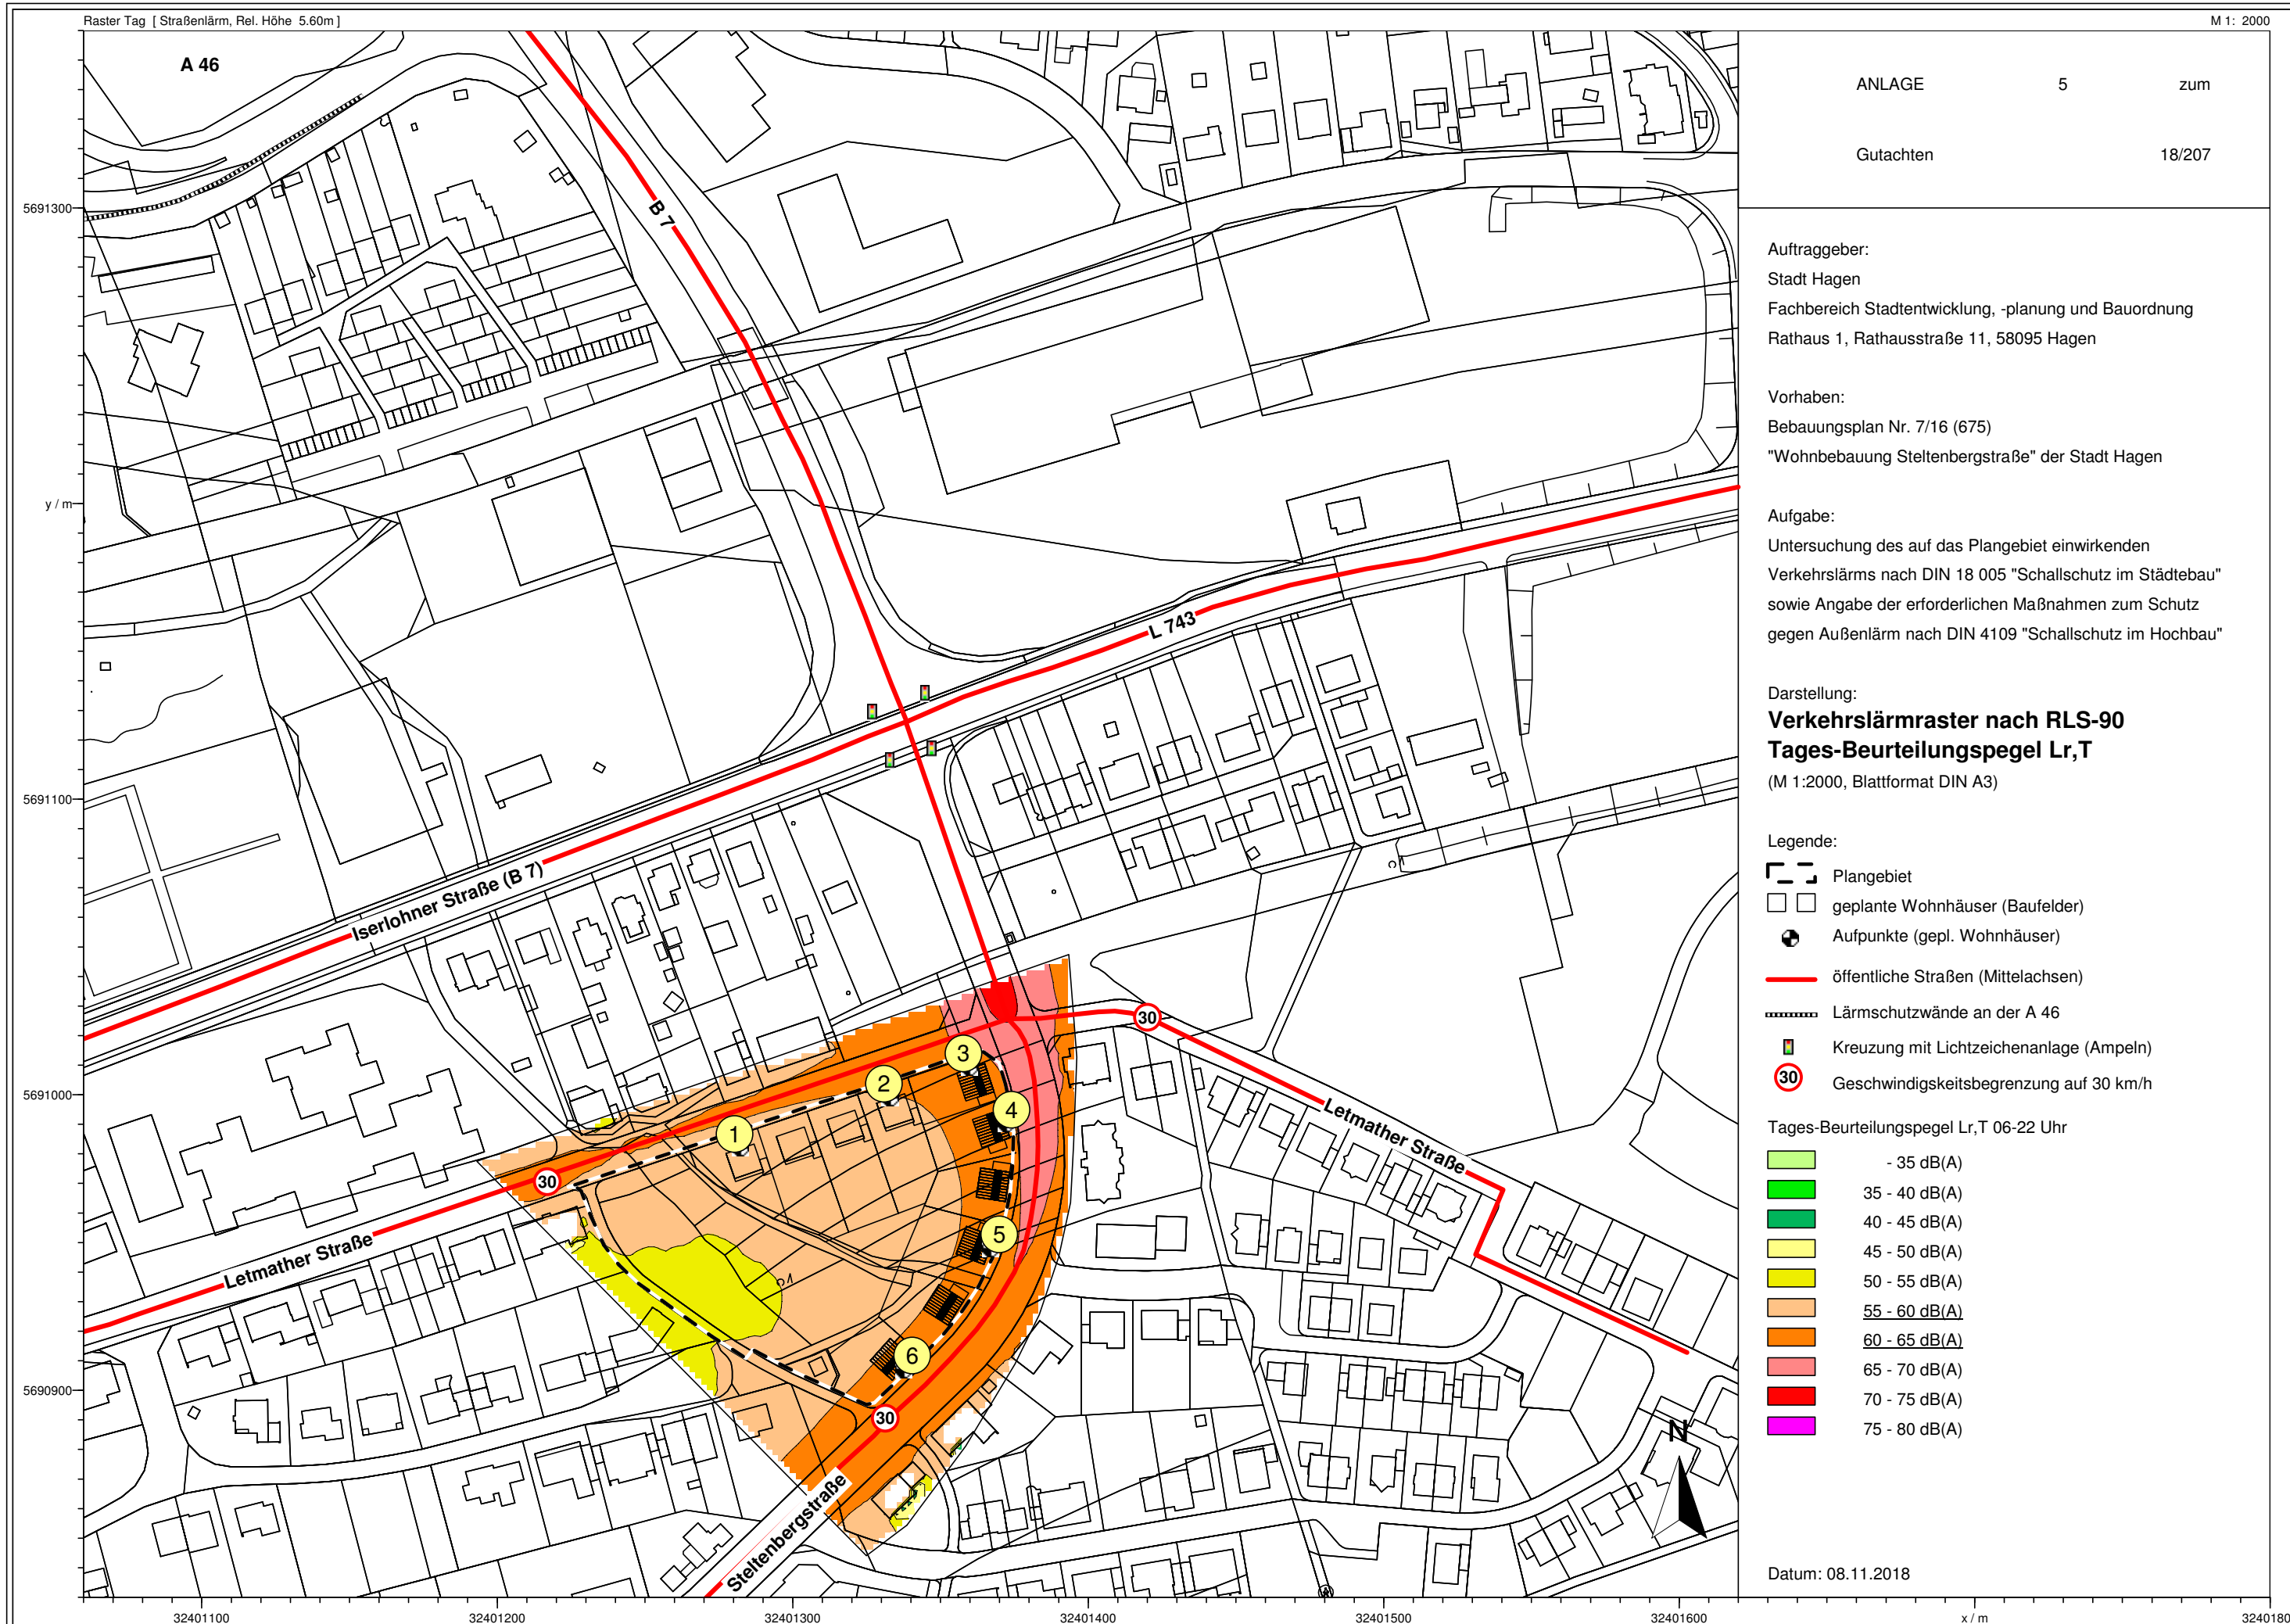 Raster Tag [ Straßenlärm, Rel. Höhe 5.60m ]
M 1: 2000
A 46
B 7
L 743
Iserlohner Straße (B 7)
Letmather Straße
Letmather Straße
Steltenbergstraße
1
2
3
4
5
6
30
30
30
N
5691300
y / m
5691100
5691000
5690900
32401100
32401200
32401300
32401400
32401500
32401600
x / m
32401800
ANLAGE 5 zum
Gutachten 18/207
Auftraggeber:
Stadt Hagen
Fachbereich Stadtentwicklung, -planung und Bauordnung
Rathaus 1, Rathausstraße 11, 58095 Hagen
Vorhaben:
Bebauungsplan Nr. 7/16 (675)
"Wohnbebauung Steltenbergstraße" der Stadt Hagen
Aufgabe:
Untersuchung des auf das Plangebiet einwirkenden
Verkehrslärms nach DIN 18 005 "Schallschutz im Städtebau"
sowie Angabe der erforderlichen Maßnahmen zum Schutz
gegen Außenlärm nach DIN 4109 "Schallschutz im Hochbau"
Darstellung:
Verkehrslärmraster nach RLS-90
Tages-Beurteilungspegel Lr,T
(M 1:2000, Blattformat DIN A3)
Legende:
Plangebiet
geplante Wohnhäuser (Baufelder)
Aufpunkte (gepl. Wohnhäuser)
öffentliche Straßen (Mittelachsen)
Lärmschutzwände an der A 46
Kreuzung mit Lichtzeichenanlage (Ampeln)
30 Geschwindigskeitsbegrenzung auf 30 km/h
Tages-Beurteilungspegel Lr,T 06-22 Uhr
- 35 dB(A)
35 - 40 dB(A)
40 - 45 dB(A)
45 - 50 dB(A)
50 - 55 dB(A)
55 - 60 dB(A)
60 - 65 dB(A)
65 - 70 dB(A)
70 - 75 dB(A)
75 - 80 dB(A)
Datum: 08.11.2018